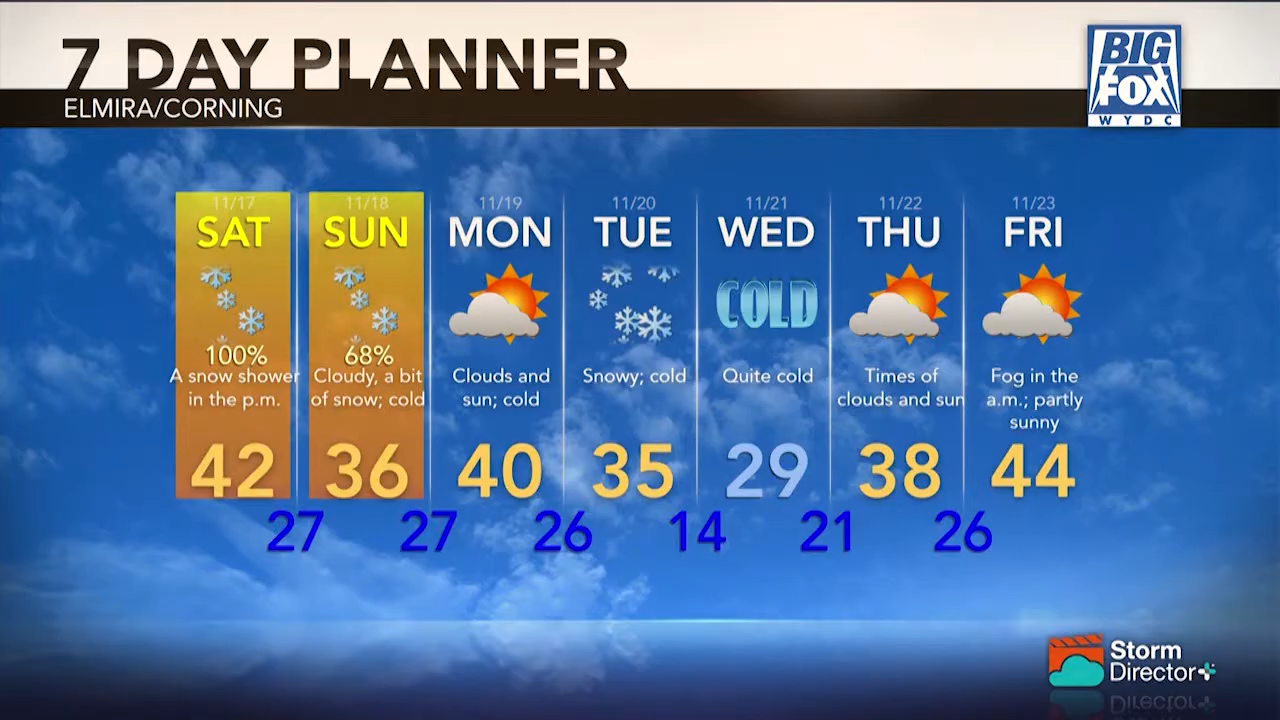 7 DAY PLANNER
ELMIRA/CORNING
BIG
FOX
WYDC
11/17
SAT
100%
A snow shower
in the p.m.
42
11/18
SUN
68%
Cloudy, a bit
of snow; cold
36
11/19
MON
Clouds and
sun; cold
40
11/20
TUE
Snowy; cold
35
11/21
WED
COLD
Quite cold
29
11/22
THU
Times of
clouds and sun
38
11/23
FRI
Fog in the
a.m.; partly
sunny
44
27 27 26 14 21 26
Storm
Director+